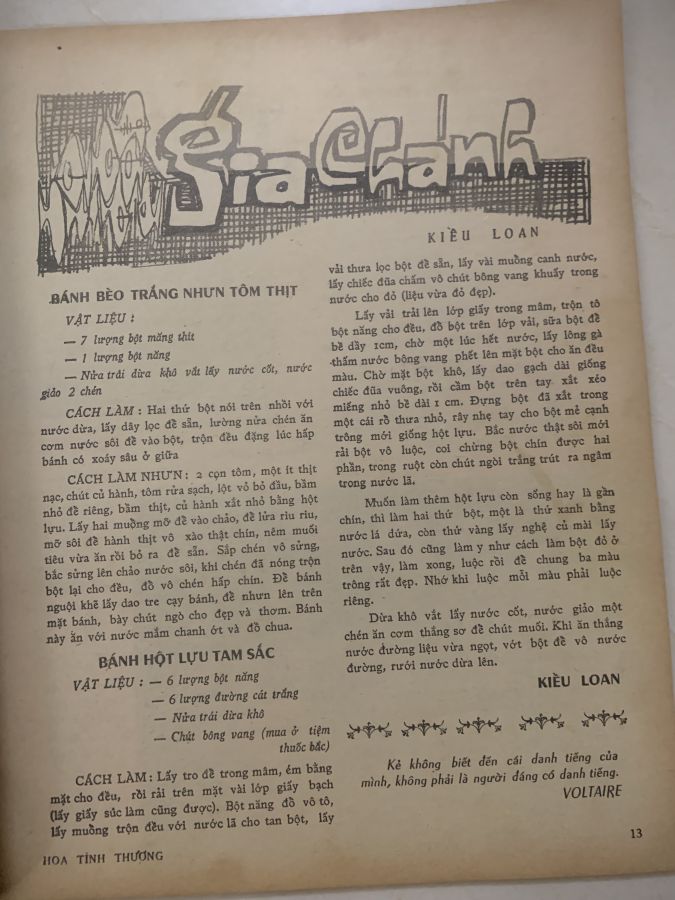 Gia Chánh
KIỀU LOAN
BÁNH BÈO TRẮNG NHƯN TÔM THỊT
VẬT LIỆU :
— 7 lượng bột măng thít
— 1 lượng bột năng
— Nửa trái dừa khô vắt lấy nước cốt, nước
giảo 2 chén
CÁCH LÀM : Hai thứ bột nói trên nhồi với
nước dừa, lấy dây lọc để sẵn, lường nửa chén ăn
cơm nước sôi đề vào bột, trộn đều đặng lúc hấp
bánh có xoáy sâu ở giữa
CÁCH LÀM NHƯN : 2 cọn tôm, một ít thịt
nạc, chút củ hành, tôm rửa sạch, lột vỏ bỏ đầu, bầm
nhỏ đề riêng, bầm thịt, củ hành xắt nhỏ bằng hột
lựu. Lấy hai muỗng mỡ đề vào chảo, đề lửa riu riu,
mỡ sôi đề hành thịt vô xào thật chín, nêm muối
tiêu vừa ăn rồi bỏ ra đề sẵn. Sắp chén vô sửng,
bắc sửng lên chảo nước sôi, khi chén đã nóng trộn
bột lại cho đều, đồ vô chén hấp chín. Đề bánh
nguội khẽ lấy dao tre cạy bánh, đề nhưn lên trên
mặt bánh, bày chút ngò cho đẹp và thơm. Bánh
này ăn với nước mắm chanh ớt và đồ chua.
BÁNH HỘT LỰU TAM SẮC
VẬT LIỆU : — 6 lượng bột năng
— 6 lượng đường cát trắng
— Nửa trái dừa khô
— Chút bông vang (mua ở tiệm
thuốc bắc)
CÁCH LÀM : Lấy tro đề trong mâm, ém bằng
mặt cho đều, rồi rải trên mặt vài lớp giấy bạch
(lấy giấy súc làm cũng được). Bột năng đồ vô tô,
lấy muồng trộn đều với nước lã cho tan bột, lấy
vải thưa lọc bột đề sẵn, lấy vài muồng canh nước,
lấy chiếc đũa chấm vô chút bông vang khuấy trong
nước cho đỏ (liệu vừa đỏ đẹp).
Lấy vải trải lên lớp giấy trong mâm, trộn tô
bột năng cho đều, đồ bột trên lớp vải, sữa bột đề
bề dầy 1cm, chờ một lúc hết nước, lấy lông gà
thấm nước bông vang phết lên mặt bột cho ăn đều
màu. Chờ mặt bột khô, lấy dao gạch dài giống
chiếc đũa vuông, rồi cầm bột trên tay xắt xéo
miếng nhỏ bề dài 1 cm. Đựng bột đã xắt trong
một cái rổ thưa nhỏ, rây nhẹ tay cho bột mẻ cạnh
trông mới giống hột lựu. Bắc nước thật sôi mới
rải bột vô luộc, coi chừng bột chín được hai
phần, trong ruột còn chút ngòi trắng trút ra ngâm
trong nước lã.
Muốn làm thêm hột lựu còn sống hay là gần
chín, thì làm hai thứ bột, một là thứ xanh bằng
nước lá dứa, còn thứ vàng lấy nghệ củ mài lấy
nước. Sau đó cũng làm y như cách làm bột đỏ ở
trên vậy, làm xong, luộc rồi đề chung ba màu
trông rất đẹp. Nhớ khi luộc mỗi màu phải luộc
riêng.
Dừa khô vắt lấy nước cốt, nước giảo một
chén ăn cơm thắng sơ đề chút muối. Khi ăn thắng
nước đường liệu vừa ngọt, vớt bột đề vô nước
đường, rưới nước dừa lên.
KIỀU LOAN
Kẻ không biết đến cái danh tiếng của
mình, không phải là người đáng có danh tiếng.
VOLTAIRE
HOA TÌNH THƯƠNG
13